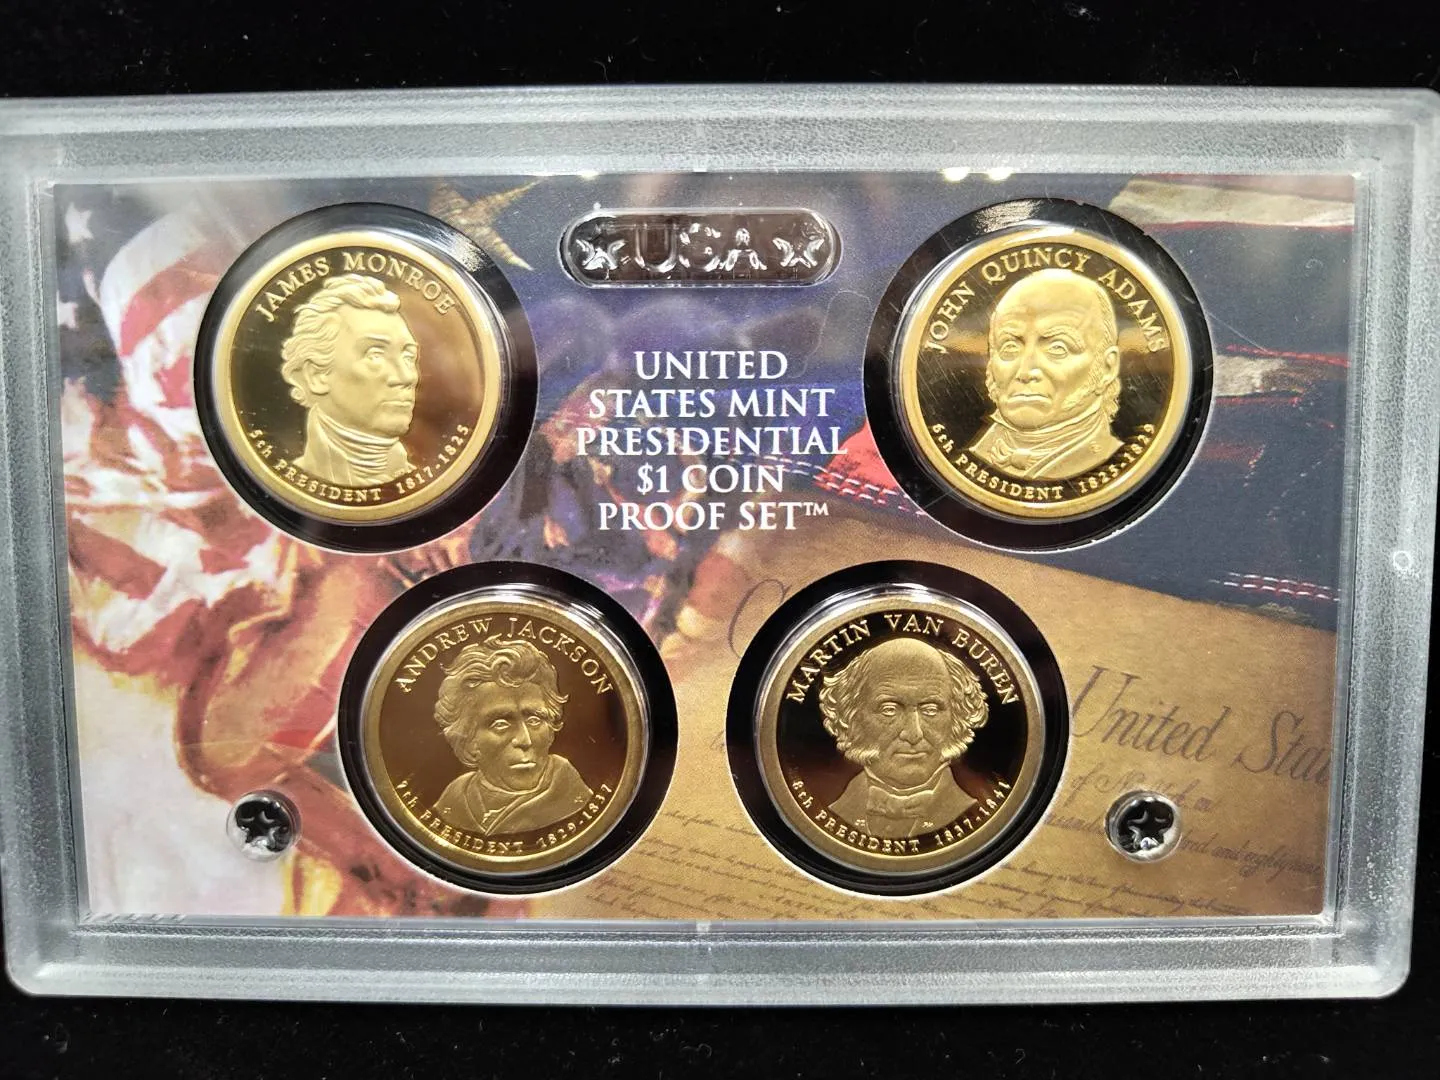 USA
JAMES MONROE
5th PRESIDENT 1817-1825
UNITED
STATES MINT
PRESIDENTIAL
$1 COIN
PROOF SET™
JOHN QUINCY ADAMS
6th PRESIDENT 1825-1829
ANDREW JACKSON
7th PRESIDENT 1829-1837
MARTIN VAN BUREN
8th PRESIDENT 1837-1841
United Sta
of